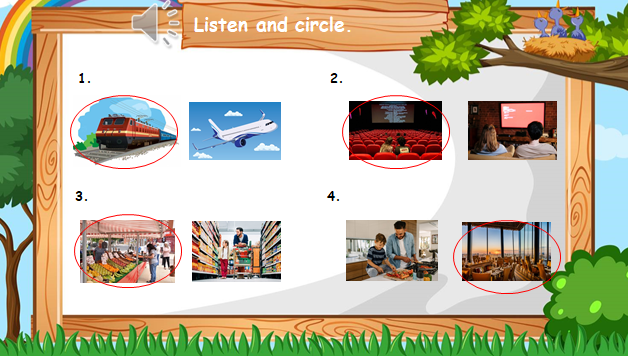 Listen and circle.
1.
2.
3.
4.